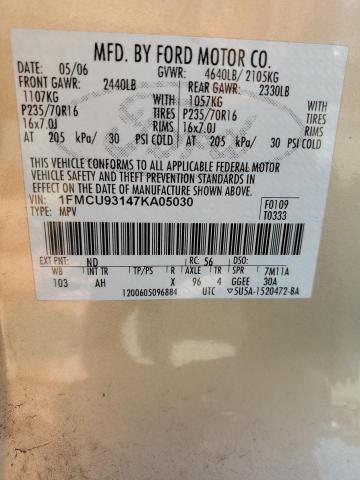 MFD. BY FORD MOTOR CO.
DATE: 05/06 GVWR: 4640LB/ 2105KG
FRONT GAWR: 2440LB REAR GAWR: 2330LB
1107KG WITH 1057KG WITH
P235/70R16 TIRES P235/70R16 TIRES
16x7.0J RIMS 16x7.0J RIMS
AT 205 kPa/ 30 PSI COLD AT 205 kPa/ 30 PSI COLD
THIS VEHICLE CONFORMS TO ALL APPLICABLE FEDERAL MOTOR
VEHICLE SAFETY AND THEFT PREVENTION STANDARDS IN
EFFECT ON THE DATE OF MANUFACTURE SHOWN ABOVE.
VIN: 1FMCU93147KA05030 F0109
TYPE: MPV T0333
EXT PNT: ND RC: 56 DSO:
WB INT TR TP/PS R AXLE TR SPR 7M11A
103 AH X 96 4 GGEE 30A
1200605096884 UTC 5U5A-1520472-BA
Ford